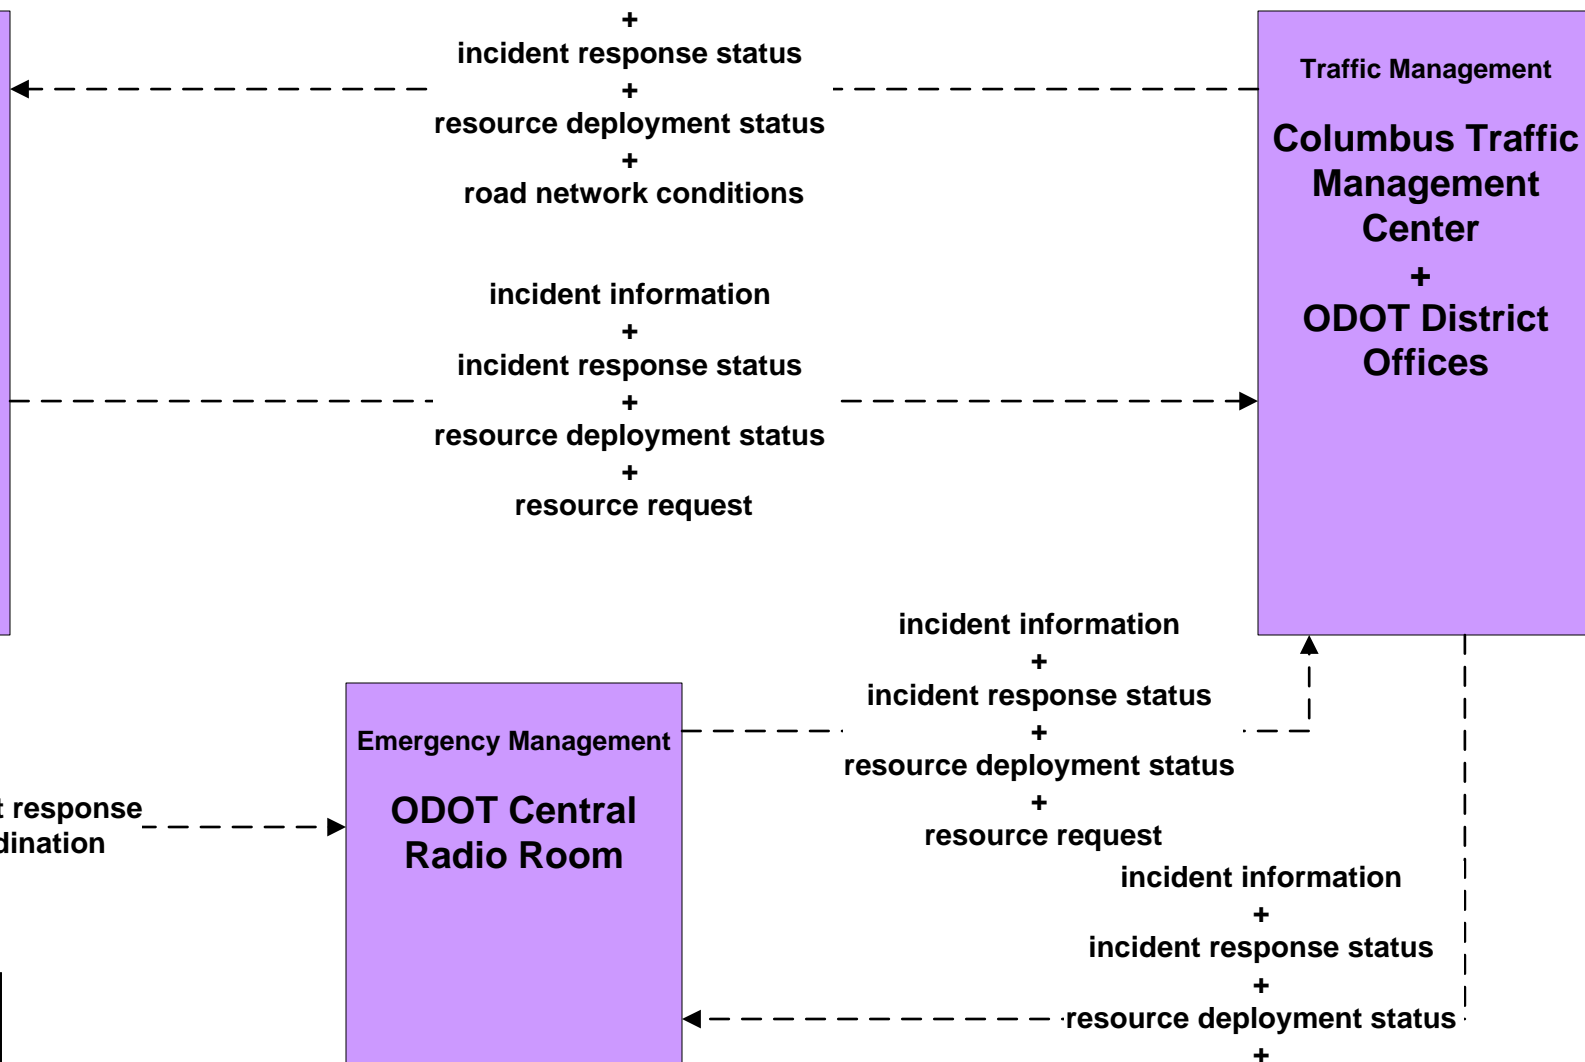 +
incident response status
+
resource deployment status
+
road network conditions
Traffic Management
Columbus Traffic
Management
Center
+
ODOT District
Offices
incident information
+
incident response status
+
resource deployment status
+
resource request
incident information
+
incident response status
+
resource deployment status
+
resource request
Emergency Management
ODOT Central
Radio Room
response
incident information
+
incident response status
+
resource deployment status
+